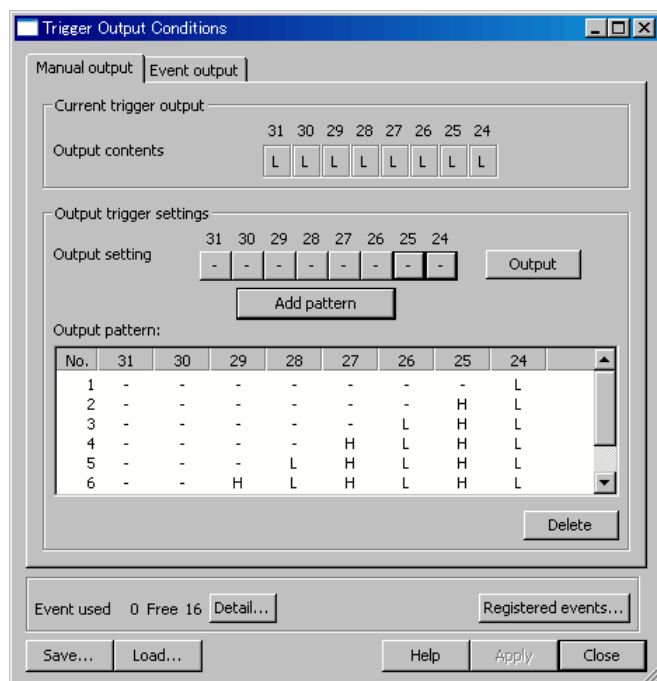 Trigger Output Conditions
Manual output Event output
Current trigger output
31 30 29 28 27 26 25 24
Output contents L L L L L L L L
Output trigger settings
31 30 29 28 27 26 25 24
Output setting - - - - - - - - Output
Add pattern
Output pattern:
No. 31 30 29 28 27 26 25 24
1 - - - - - - - L
2 - - - - - - H L
3 - - - - - L H L
4 - - - - H L H L
5 - - - L H L H L
6 - - H L H L H L
Delete
Event used 0 Free 16 Detail... Registered events...
Save... Load... Help Apply Close